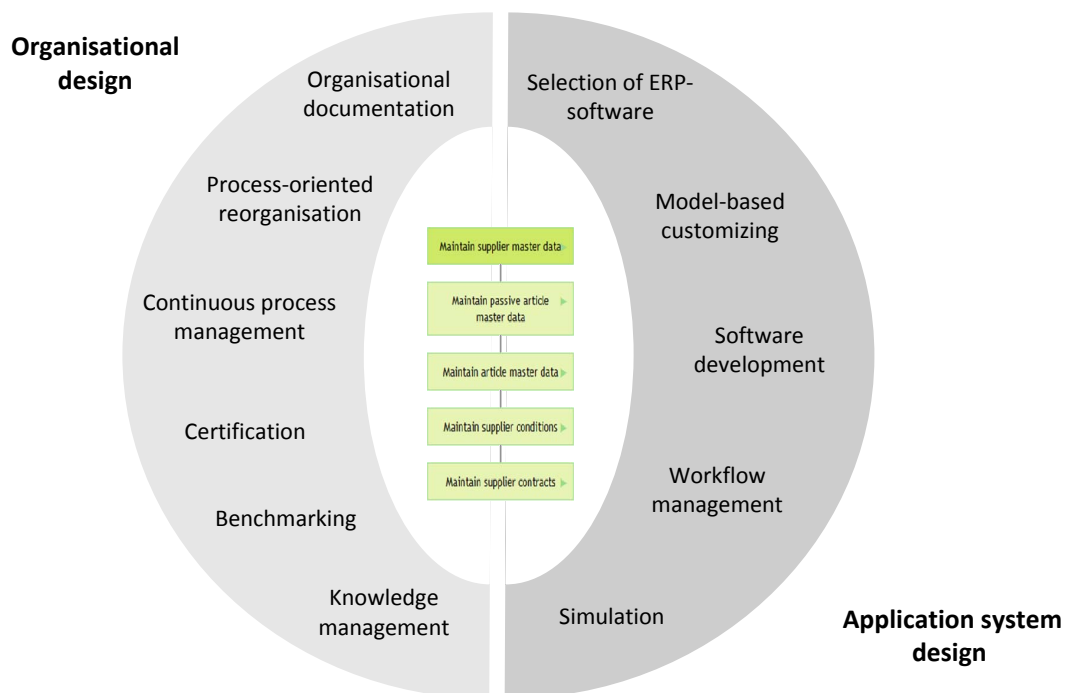 Organisational
design
Organisational
documentation
Process-oriented
reorganisation
Continuous process
management
Certification
Benchmarking
Knowledge
management
Maintain supplier master data
Maintain passive article
master data
Maintain article master data
Maintain supplier conditions
Maintain supplier contracts
Selection of ERP-
software
Model-based
customizing
Software
development
Workflow
management
Simulation
Application system
design